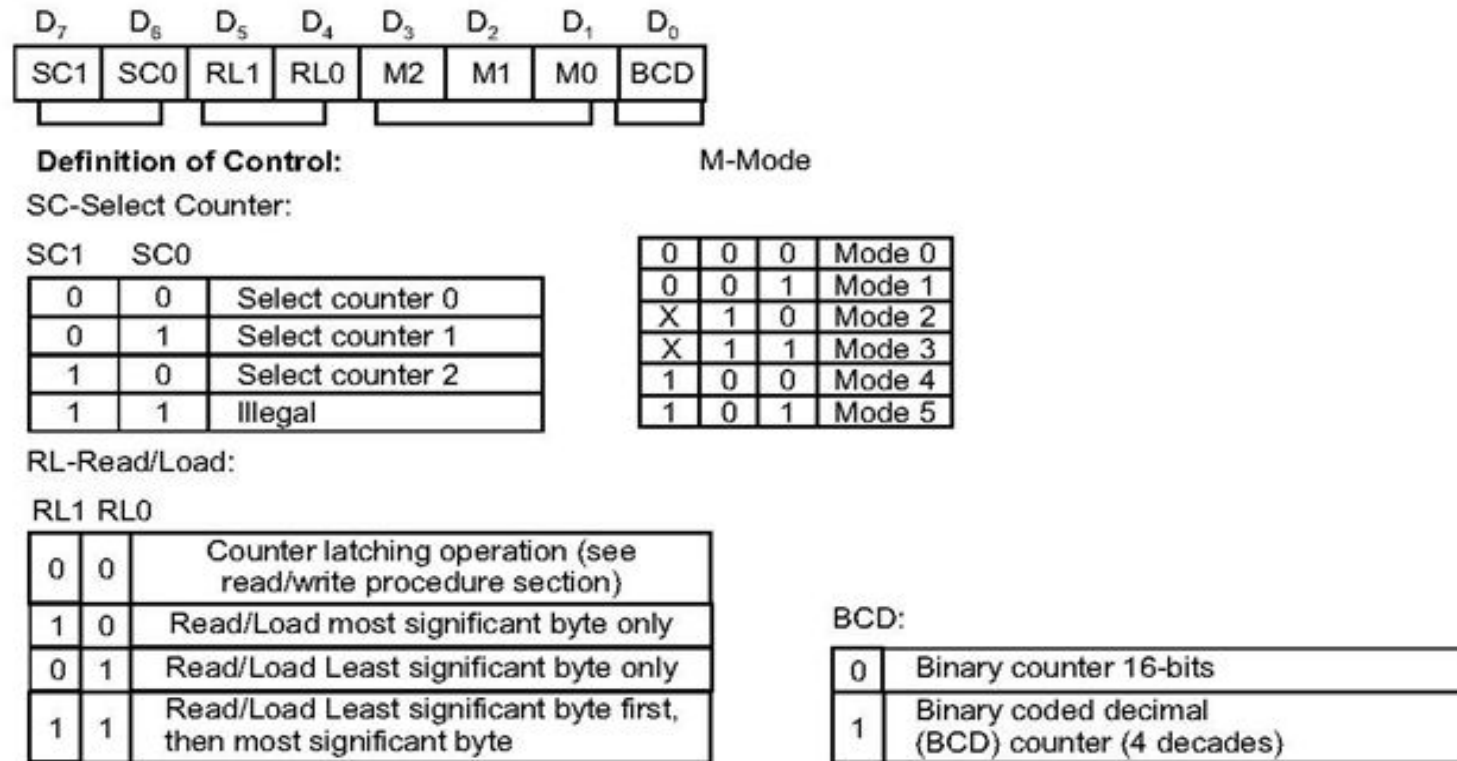 D₇ D₆ D₅ D₄ D₃ D₂ D₁ D₀
SC1 SC0 RL1 RL0 M2 M1 M0 BCD
Definition of Control:
M-Mode
SC-Select Counter:
SC1 SC0
0 0 Select counter 0
0 1 Select counter 1
1 0 Select counter 2
1 1 Illegal
0 0 0 Mode 0
0 0 1 Mode 1
X 1 0 Mode 2
X 1 1 Mode 3
1 0 0 Mode 4
1 0 1 Mode 5
RL-Read/Load:
RL1 RL0
0 0 Counter latching operation (see
read/write procedure section)
1 0 Read/Load most significant byte only
0 1 Read/Load Least significant byte only
1 1 Read/Load Least significant byte first,
then most significant byte
BCD:
0 Binary counter 16-bits
1 Binary coded decimal
(BCD) counter (4 decades)